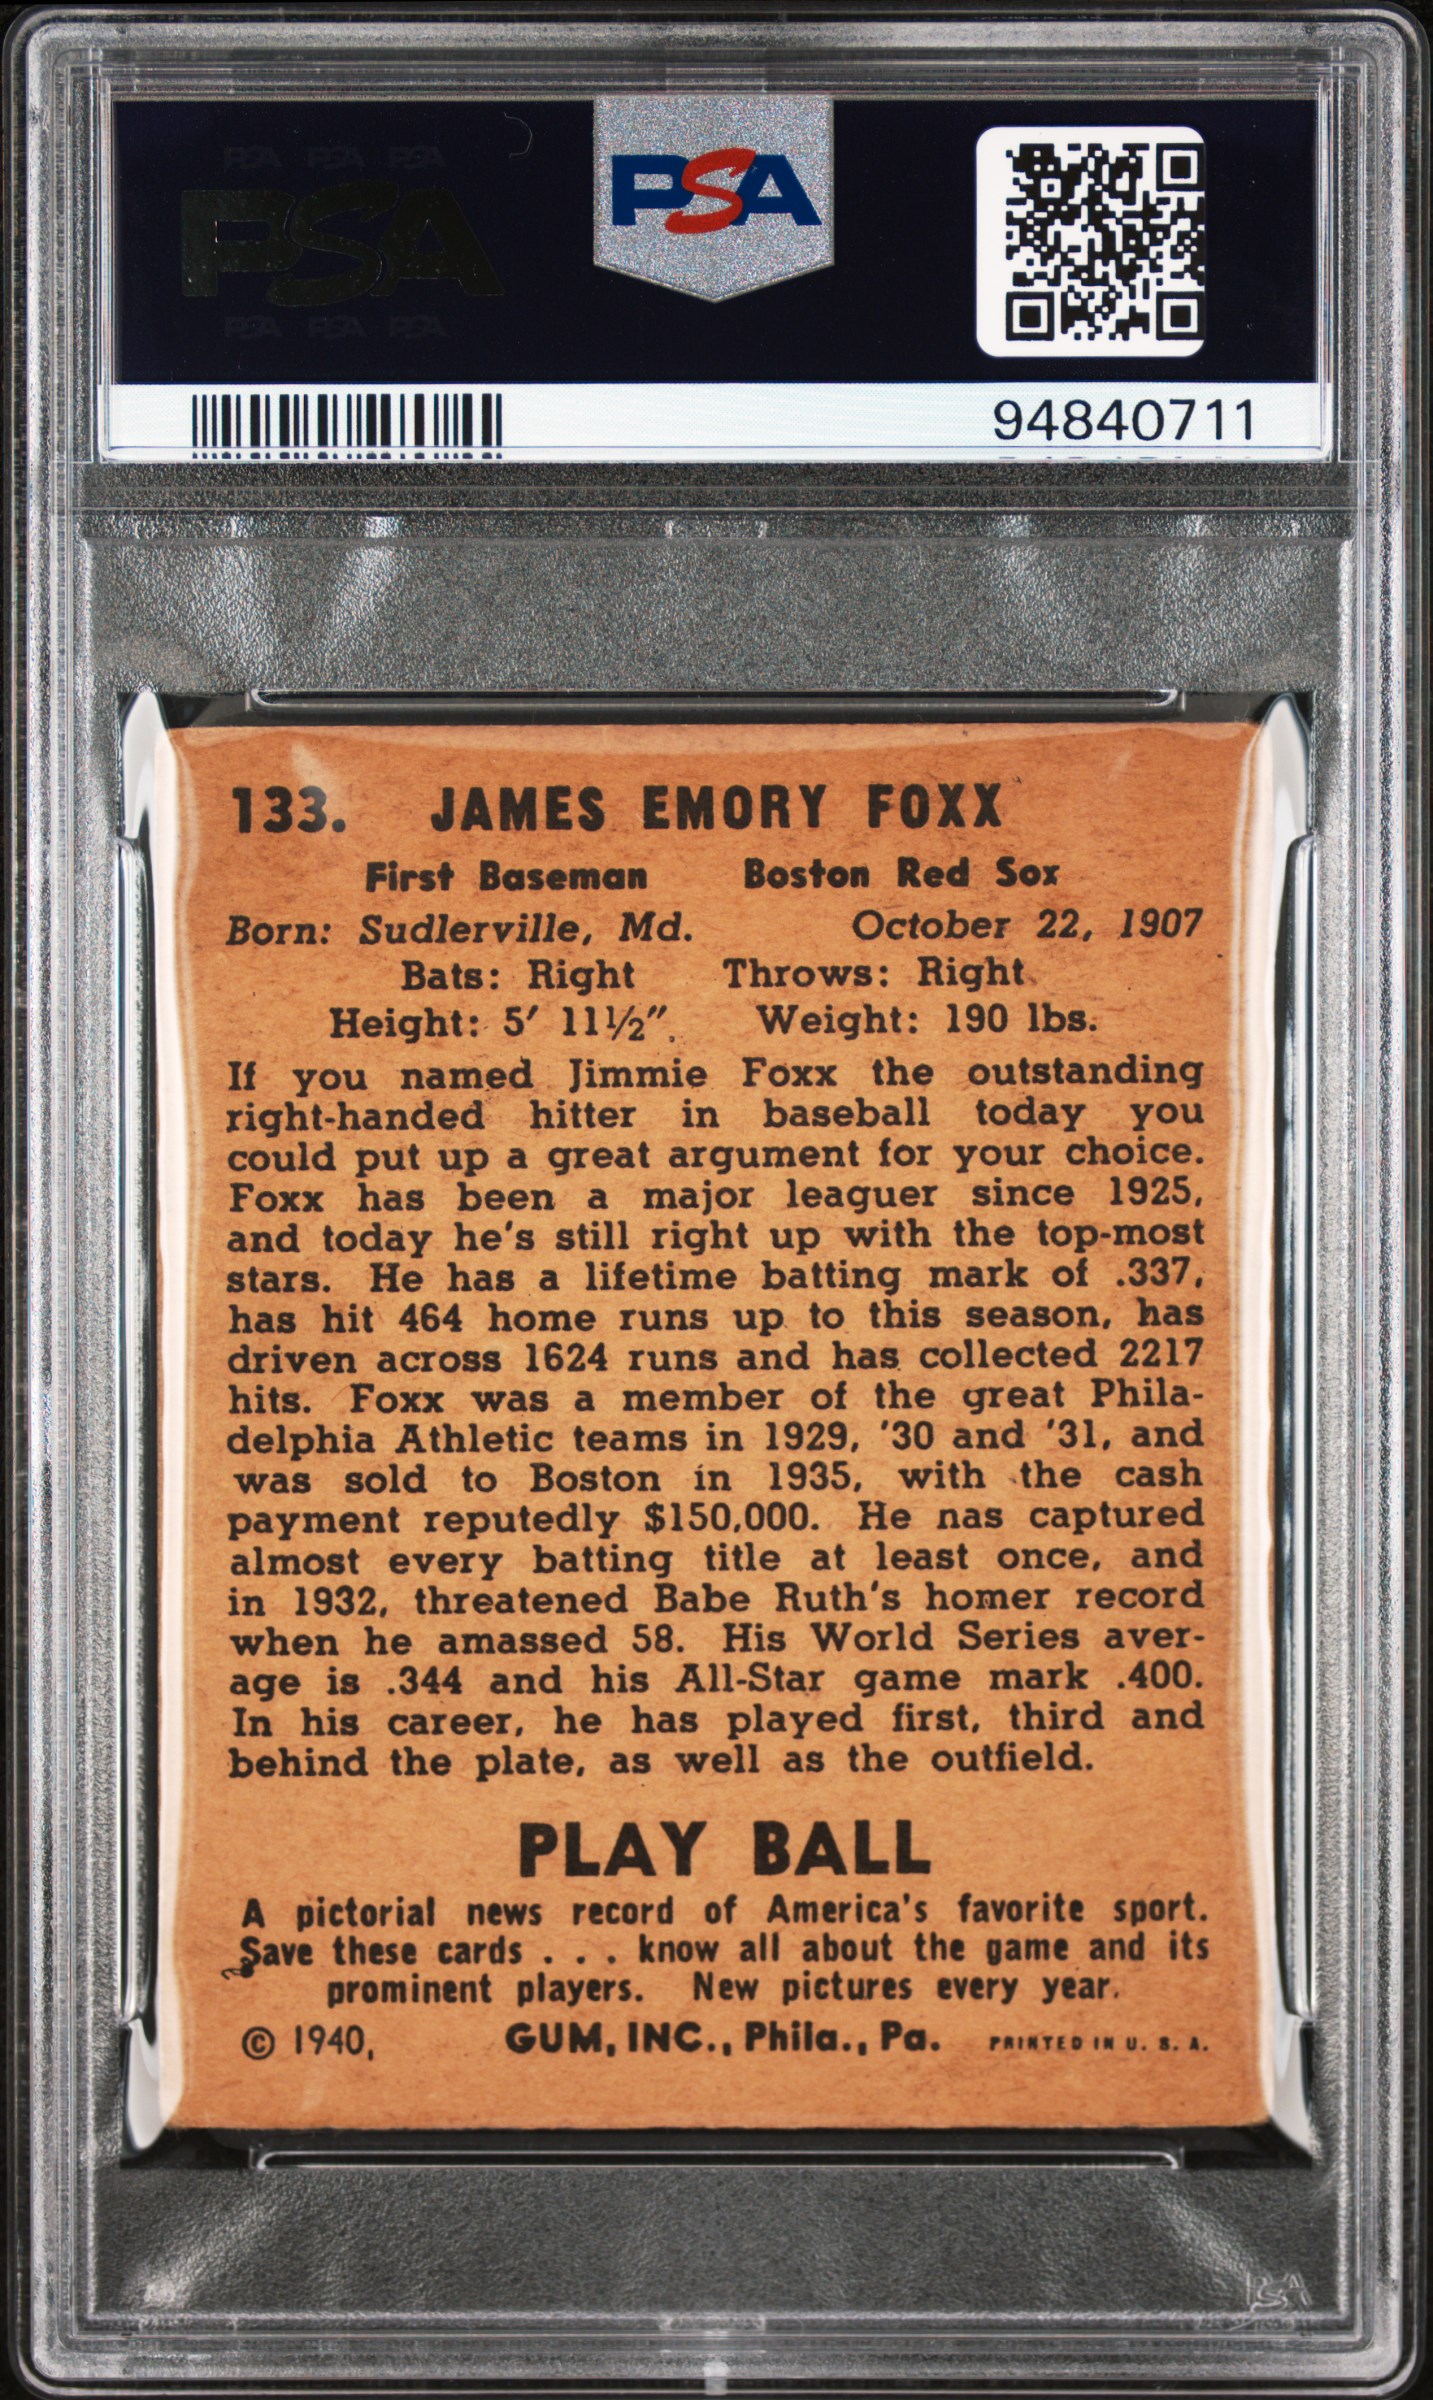 PSA PSA PSA
PSA
PSA PSA PSA
PSA
94840711
133. JAMES EMORY FOXX
First Baseman Boston Red Sox
Born: Sudlerville, Md. October 22, 1907
Bats: Right Throws: Right
Height: 5′ 11½″. Weight: 190 lbs.
If you named Jimmie Foxx the outstanding
right-handed hitter in baseball today you
could put up a great argument for your choice.
Foxx has been a major leaguer since 1925,
and today he's still right up with the top-most
stars. He has a lifetime batting mark of .337,
has hit 464 home runs up to this season, has
driven across 1624 runs and has collected 2217
hits. Foxx was a member of the great Phila-
delphia Athletic teams in 1929, '30 and '31, and
was sold to Boston in 1935, with the cash
payment reputedly $150,000. He nas captured
almost every batting title at least once, and
in 1932, threatened Babe Ruth's homer record
when he amassed 58. His World Series aver-
age is .344 and his All-Star game mark .400.
In his career, he has played first, third and
behind the plate, as well as the outfield.
PLAY BALL
A pictorial news record of America's favorite sport.
Save these cards . . . know all about the game and its
prominent players. New pictures every year.
© 1940, GUM, INC., Phila., Pa. PRINTED IN U. S. A.
PSA